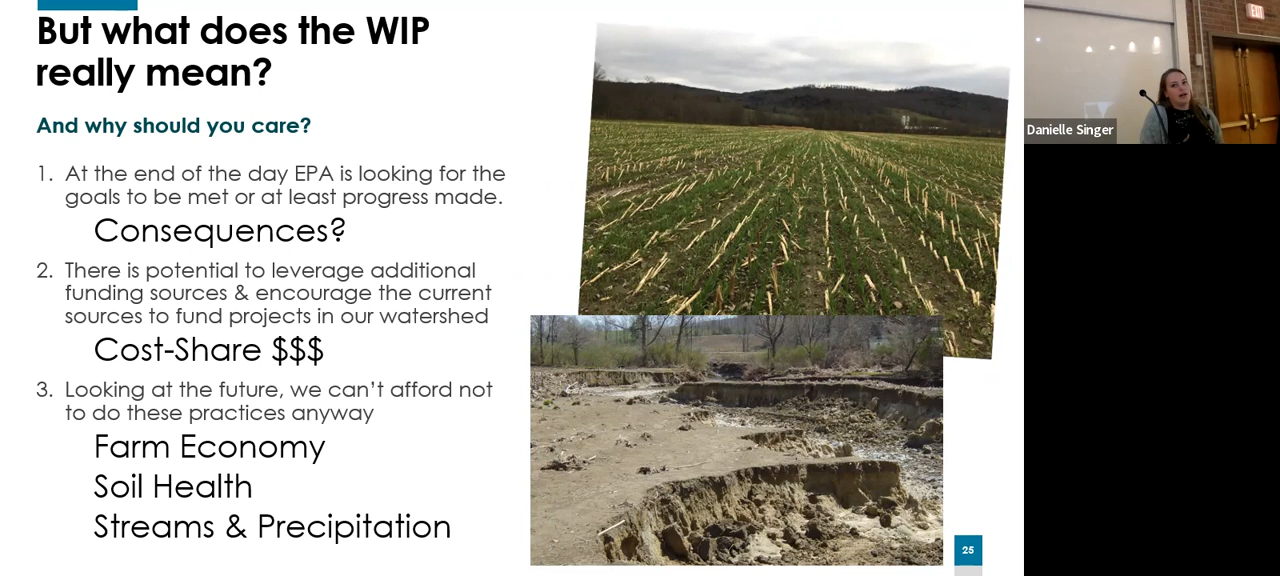 But what does the WIP
really mean?
And why should you care?
1. At the end of the day EPA is looking for the
goals to be met or at least progress made.
Consequences?
2. There is potential to leverage additional
funding sources & encourage the current
sources to fund projects in our watershed
Cost-Share $$$
3. Looking at the future, we can’t afford not
to do these practices anyway
Farm Economy
Soil Health
Streams & Precipitation
25
EXIT
Danielle Singer